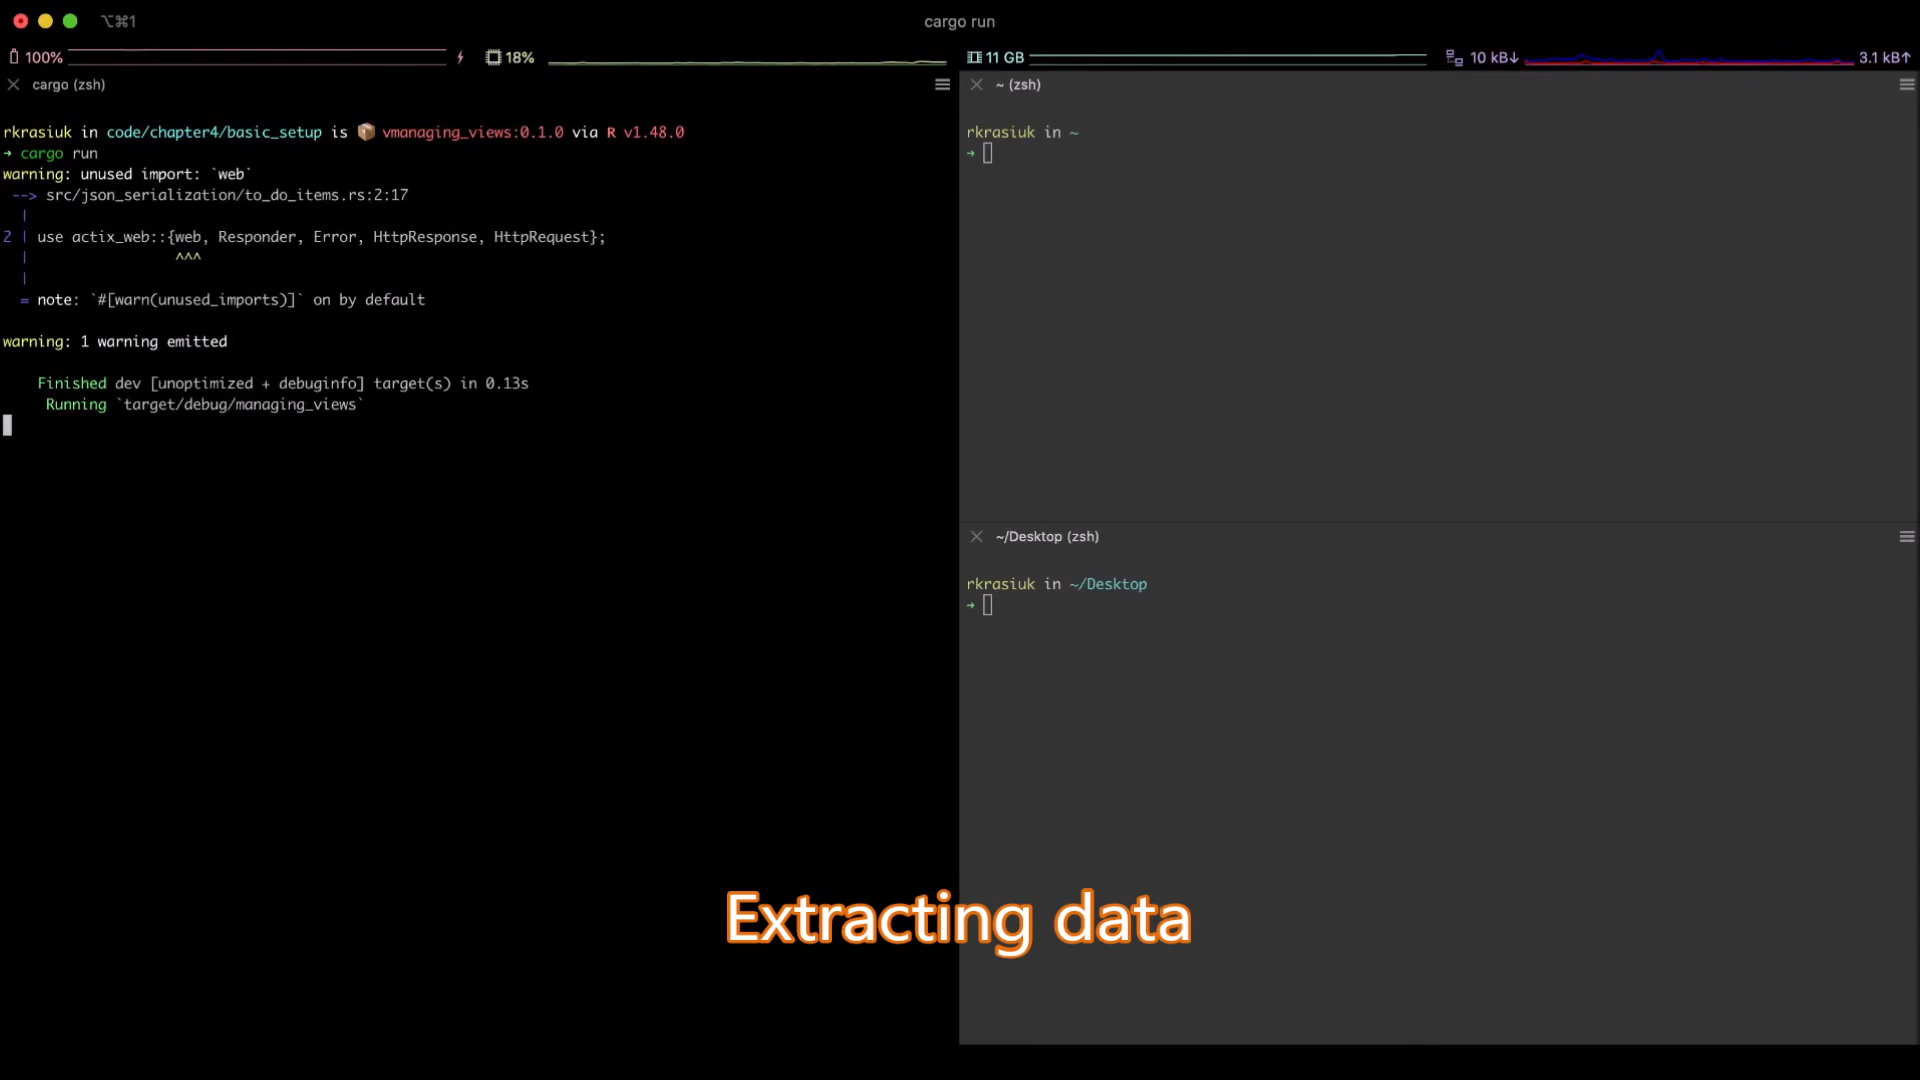 ⌥⌘1
cargo run
100%
18%
11 GB
10 kB↓
3.1 kB↑
cargo (zsh)
rkrasiuk in code/chapter4/basic_setup is 📦 vmanaging_views:0.1.0 via R v1.48.0
→ cargo run
warning: unused import: `web`
--> src/json_serialization/to_do_items.rs:2:17
|
2 | use actix_web::{web, Responder, Error, HttpResponse, HttpRequest};
| ^^^
|
= note: `#[warn(unused_imports)]` on by default
warning: 1 warning emitted
Finished dev [unoptimized + debuginfo] target(s) in 0.13s
Running `target/debug/managing_views`
~ (zsh)
rkrasiuk in ~
→
~/Desktop (zsh)
rkrasiuk in ~/Desktop
→
Extracting data